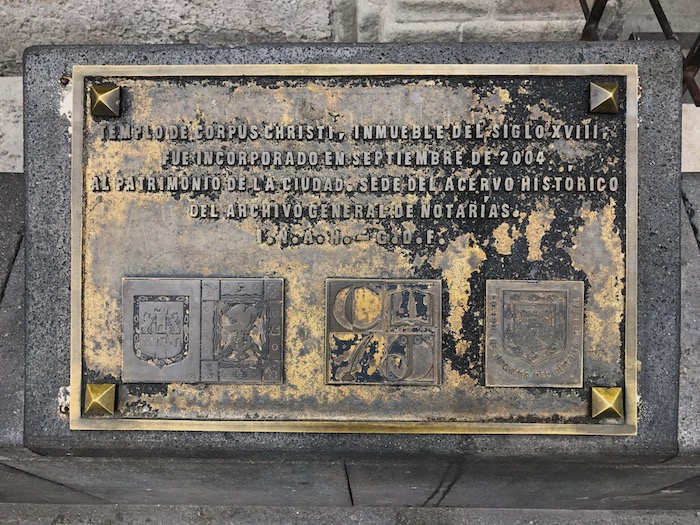 TEMPLO DE CORPUS CHRISTI, INMUEBLE DEL SIGLO XVIII,
FUE INCORPORADO EN SEPTIEMBRE DE 2004
AL PATRIMONIO DE LA CIUDAD. SEDE DEL ACERVO HISTÓRICO
DEL ARCHIVO GENERAL DE NOTARÍAS.
I.N.A.H. - G.D.F.